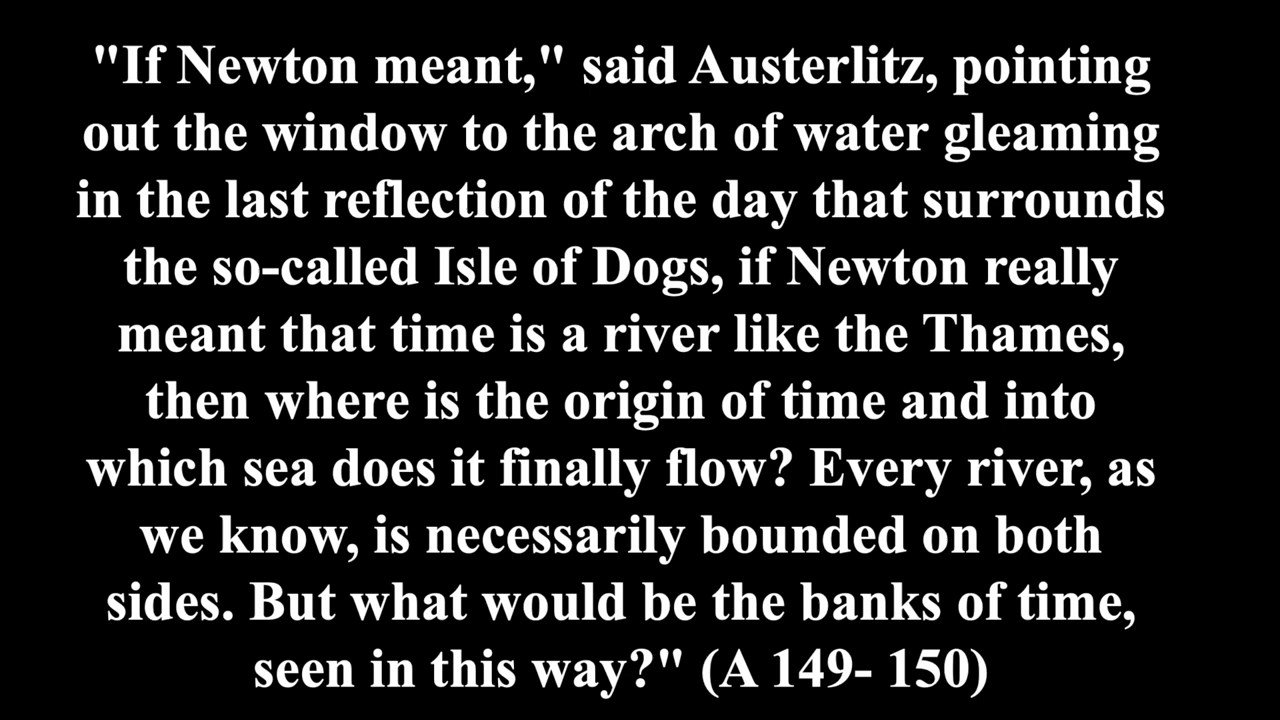 "If Newton meant," said Austerlitz, pointing
out the window to the arch of water gleaming
in the last reflection of the day that surrounds
the so-called Isle of Dogs, if Newton really
meant that time is a river like the Thames,
then where is the origin of time and into
which sea does it finally flow? Every river, as
we know, is necessarily bounded on both
sides. But what would be the banks of time,
seen in this way?" (A 149- 150)